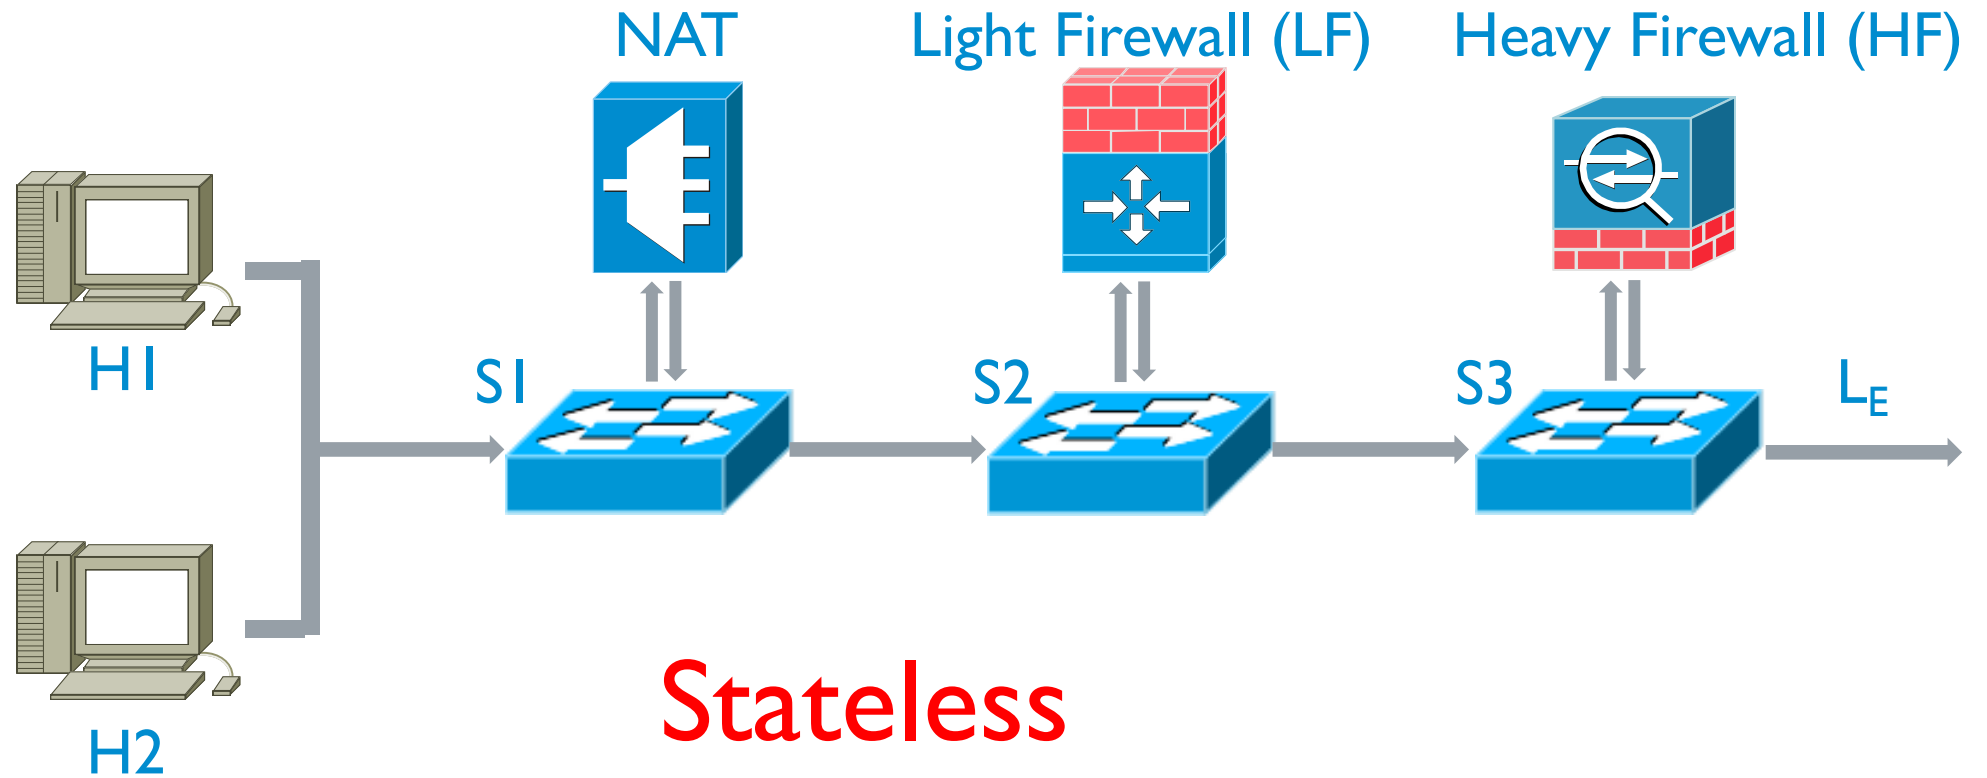 NAT
Light Firewall (LF)
Heavy Firewall (HF)
H1
S1
S2
S3
LE
H2
Stateless